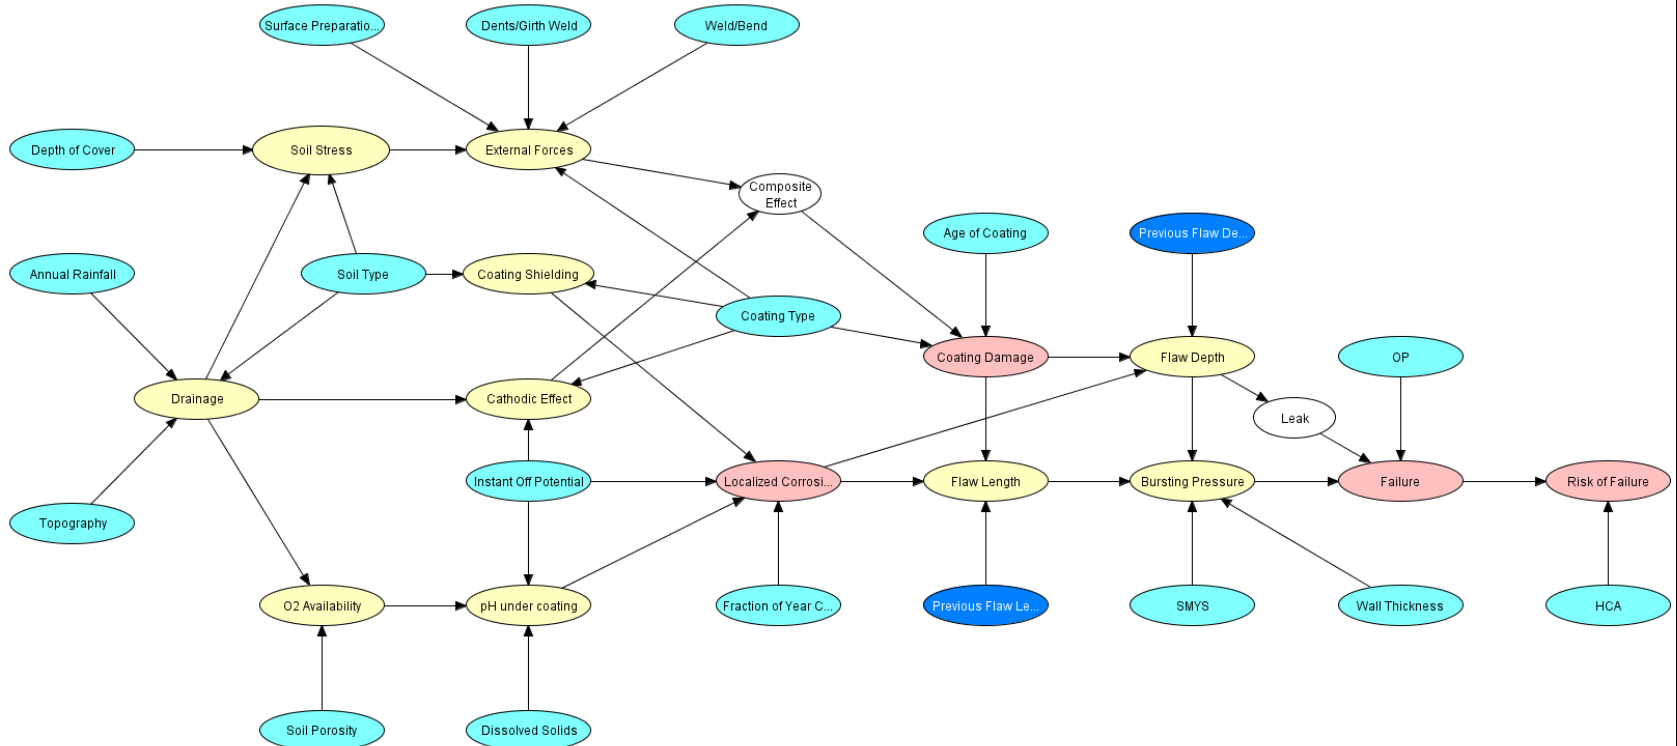 Surface Preparatio...
Dents/Girth Weld
Weld/Bend
Depth of Cover
Soil Stress
External Forces
Composite
Effect
Age of Coating
Previous Flaw De...
Annual Rainfall
Soil Type
Coating Shielding
Coating Type
Coating Damage
Flaw Depth
OP
Drainage
Cathodic Effect
Leak
Instant Off Potential
Localized Corrosi...
Flaw Length
Bursting Pressure
Failure
Risk of Failure
Topography
O2 Availability
pH under coating
Fraction of Year C...
Previous Flaw Le...
SMYS
Wall Thickness
HCA
Soil Porosity
Dissolved Solids